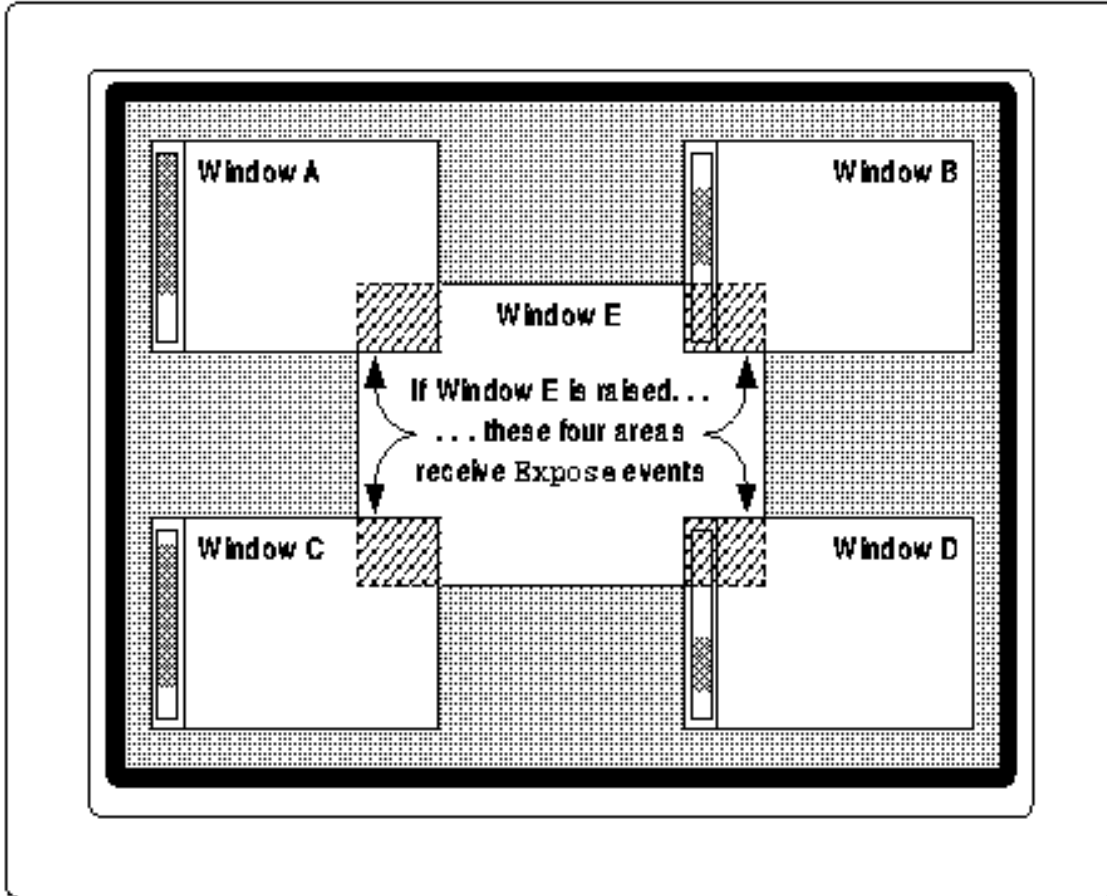 Window A
Window B
Window E
If Window E is raised. . .
. . . these four areas
receive Expose events
Window C
Window D